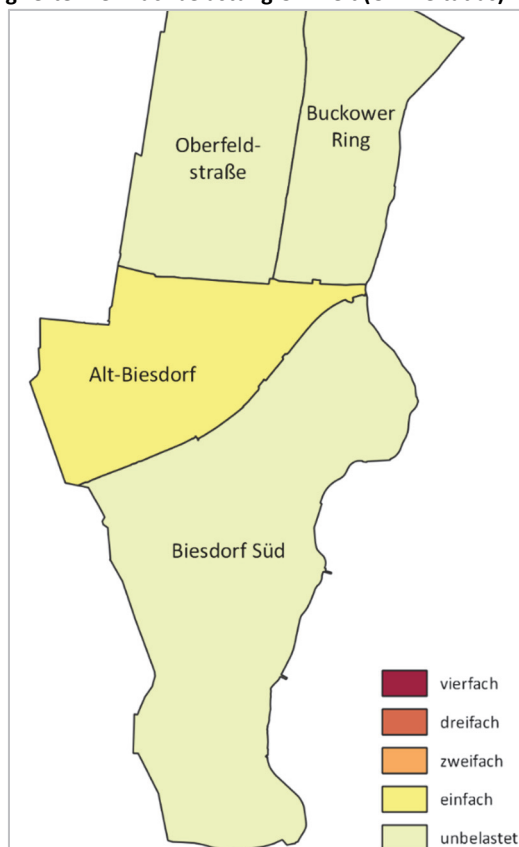 Buckower
Ring
Oberfeld-
straße
Alt-Biesdorf
Biesdorf Süd
vierfach
dreifach
zweifach
einfach
unbelastet